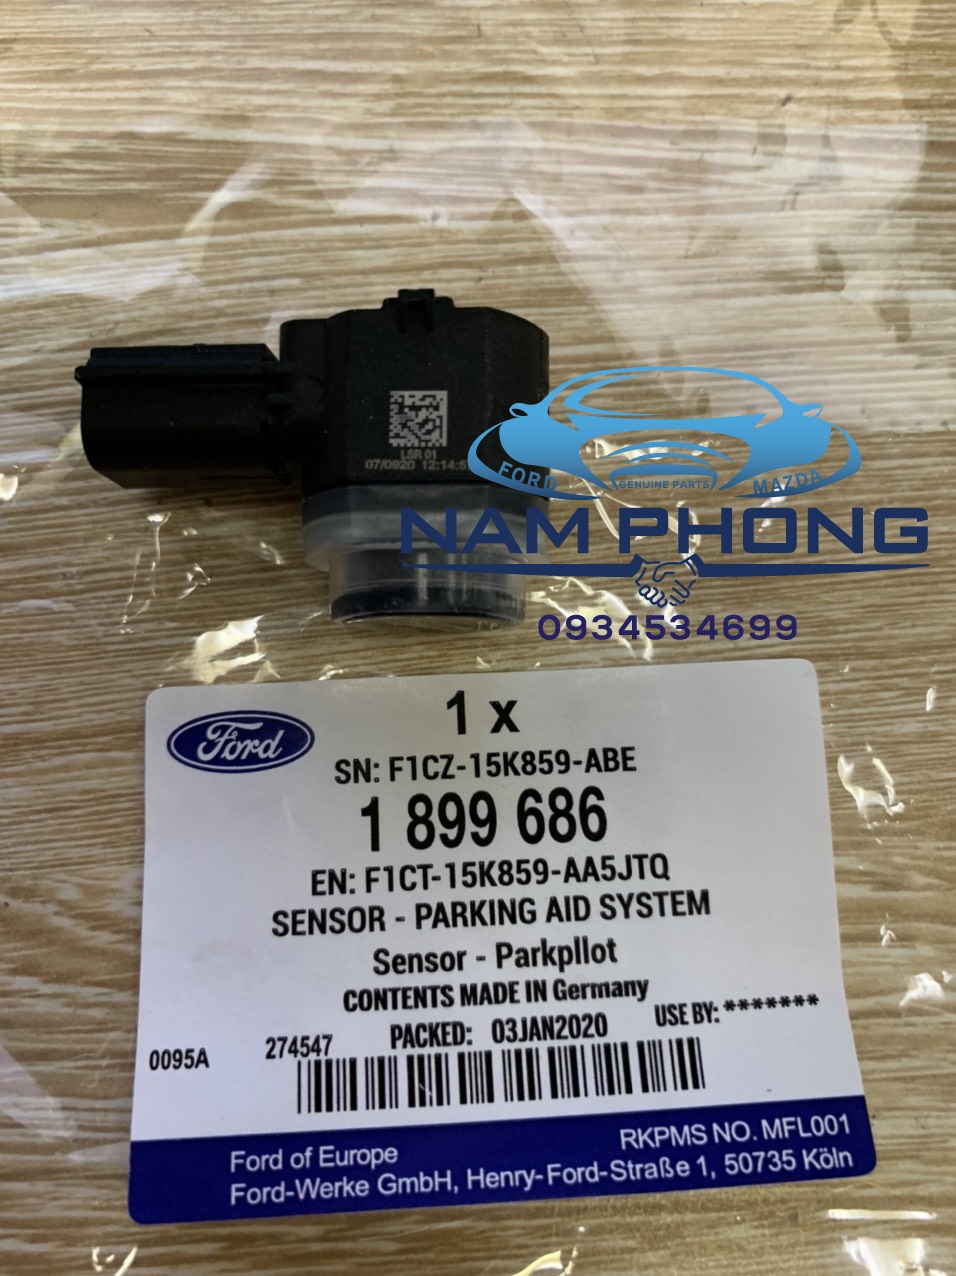 LSR 01
07/0920 12:14:5
FORD
GENUINE PARTS
MAZDA
NAM PHONG
0934534699
Ford
1 x
SN: F1CZ-15K859-ABE
1 899 686
EN: F1CT-15K859-AA5JTQ
SENSOR - PARKING AID SYSTEM
Sensor - Parkpllot
CONTENTS MADE IN Germany
PACKED: 03JAN2020 USE BY: *******
0095A 274547
RKPMS NO. MFL001
Ford of Europe
Ford-Werke GmbH, Henry-Ford-Straße 1, 50735 Köln